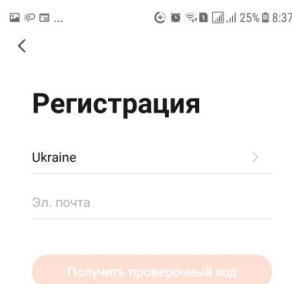 ... 25% 8:37
Регистрация
Ukraine
Эл. почта
Получить проверочный код